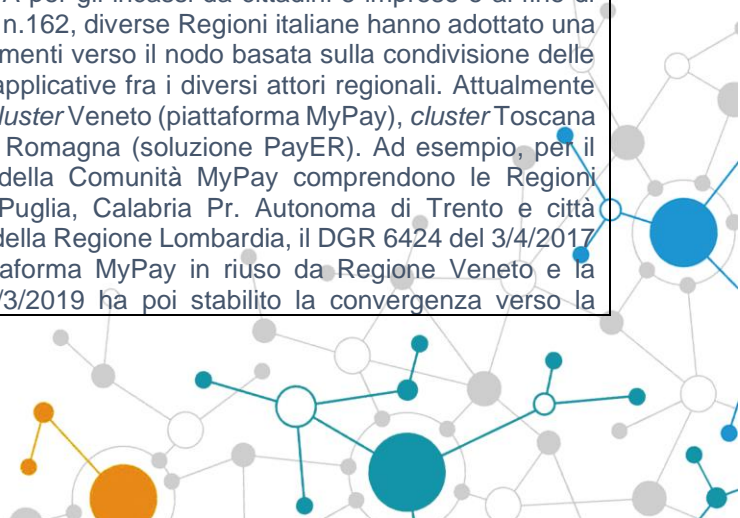 A per gli incassi da cittadini e imprese e al fine di
n.162, diverse Regioni italiane hanno adottato una
menti verso il nodo basata sulla condivisione delle
applicative fra i diversi attori regionali. Attualmente
luster Veneto (piattaforma MyPay), cluster Toscana
Romagna (soluzione PayER). Ad esempio, per il
della Comunità MyPay comprendono le Regioni
Puglia, Calabria Pr. Autonoma di Trento e città
della Regione Lombardia, il DGR 6424 del 3/4/2017
aforma MyPay in riuso da Regione Veneto e la
/3/2019 ha poi stabilito la convergenza verso la